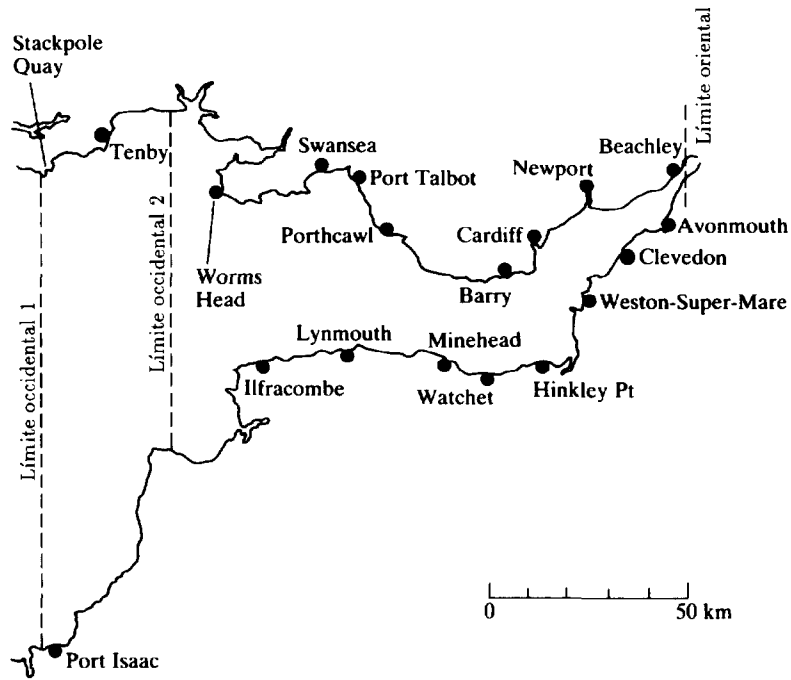 Stackpole
Quay
Límite oriental
Tenby
Swansea
Beachley
Newport
Port Talbot
Límite occidental 2
Porthcawl
Cardiff
Avonmouth
Clevedon
Worms
Head
Barry
Weston-Super-Mare
Límite occidental 1
Lynmouth
Minehead
Ilfracombe
Watchet
Hinkley Pt
0
50 km
Port Isaac